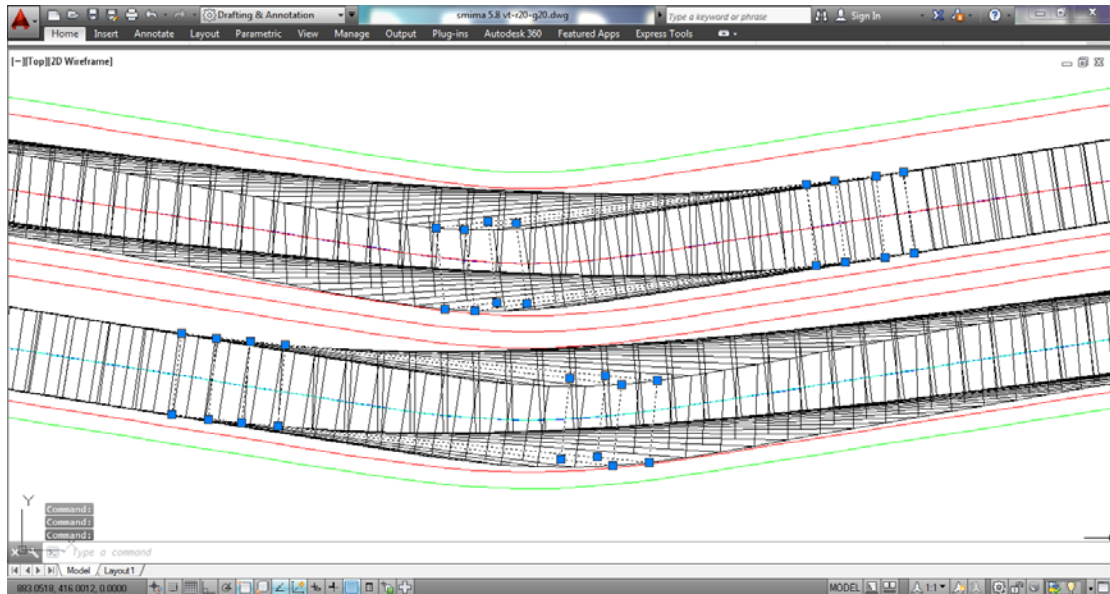 Drafting & Annotation
smima 5.8 vt-r20-g20.dwg
Type a keyword or phrase
Sign In
Home Insert Annotate Layout Parametric View Manage Output Plug-ins Autodesk 360 Featured Apps Express Tools
[−][Top][2D Wireframe]
Y
Command:
Command:
Command:
Type a command
Model Layout1
883.0518, 416.0012, 0.0000 MODEL 1:1